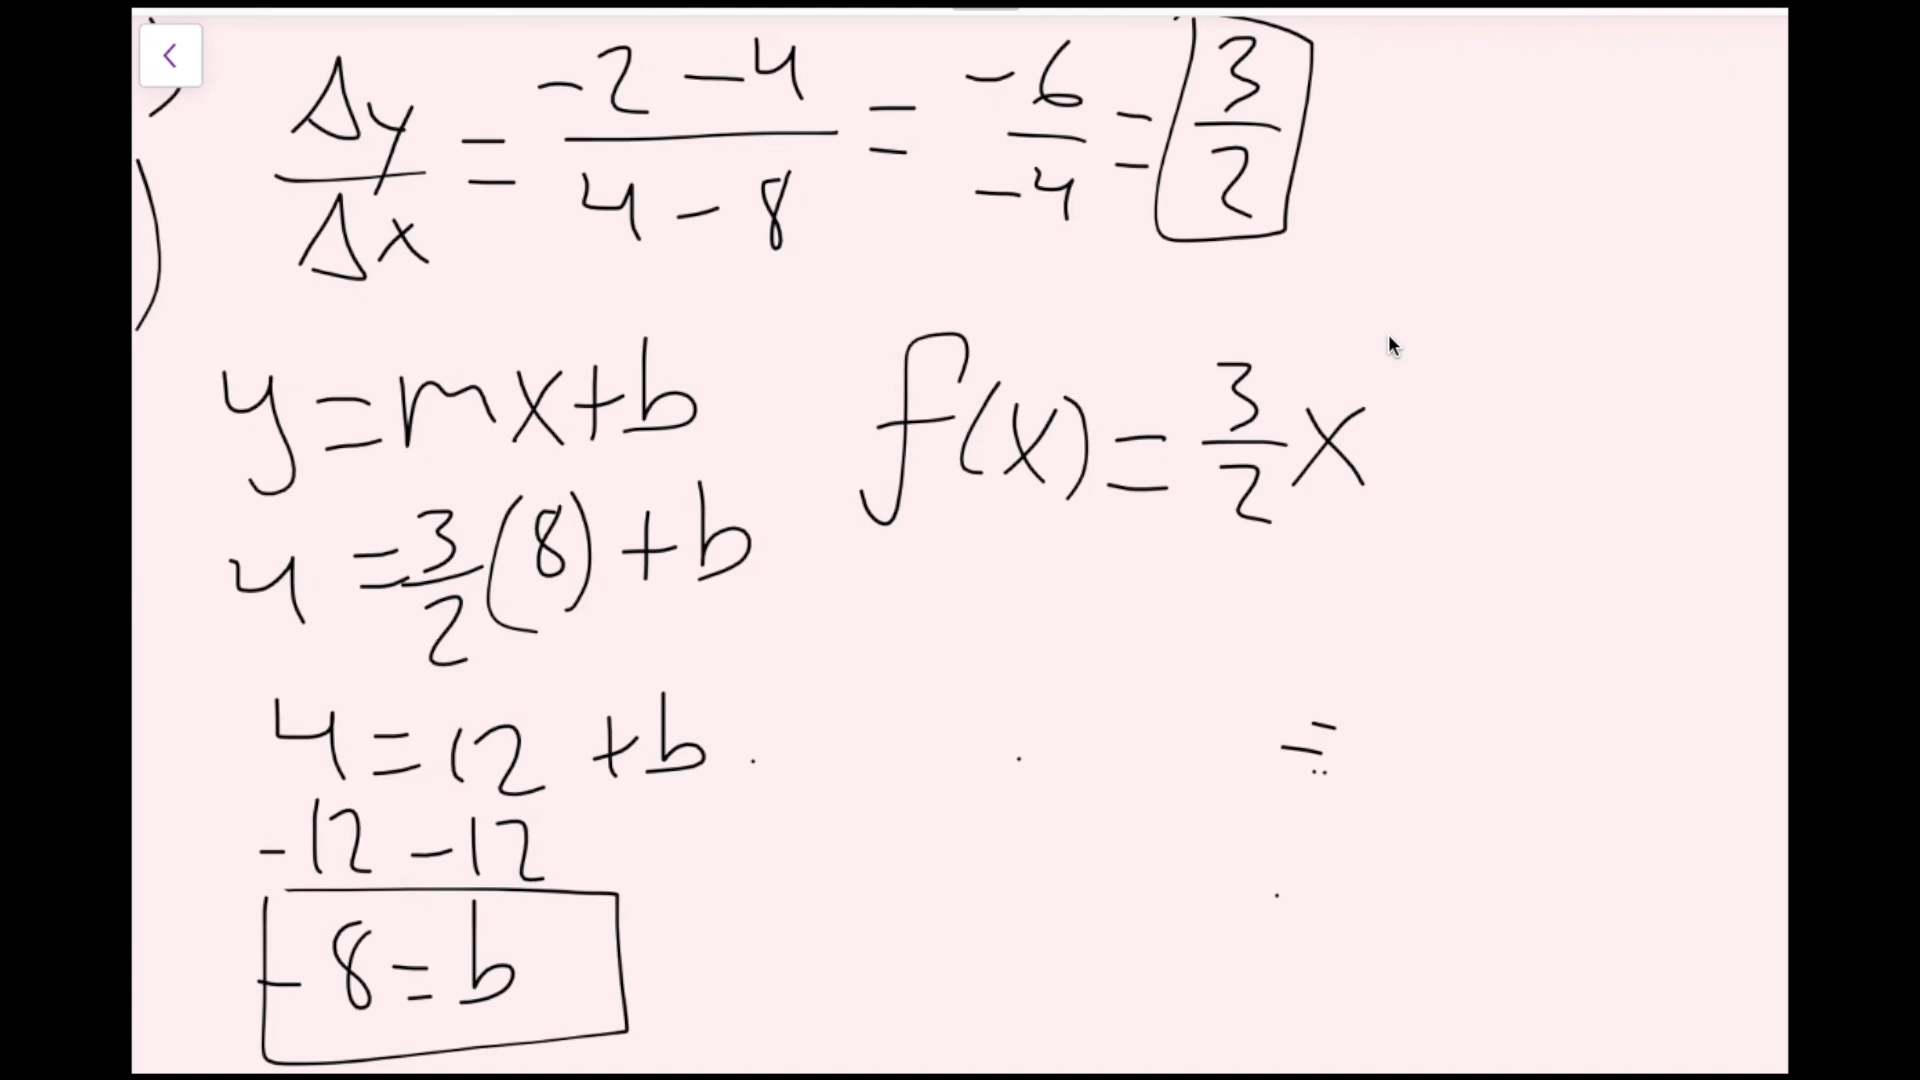 Δy/Δx = (-2 - 4)/(4 - 8) = -6/-4 = 3/2
y = mx + b
f(x) = 3/2 x
4 = 3/2 (8) + b
4 = 12 + b
-12 -12
-8 = b
=